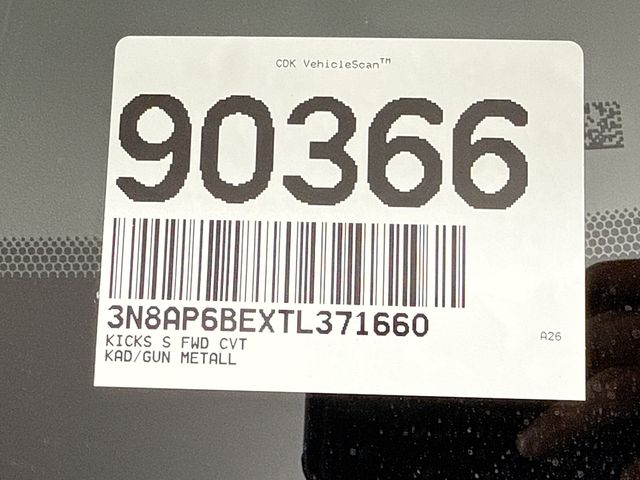 CDK VehicleScan™
90366
3N8AP6BEXTL371660
KICKS S FWD CVT
KAD/GUN METALL
A26